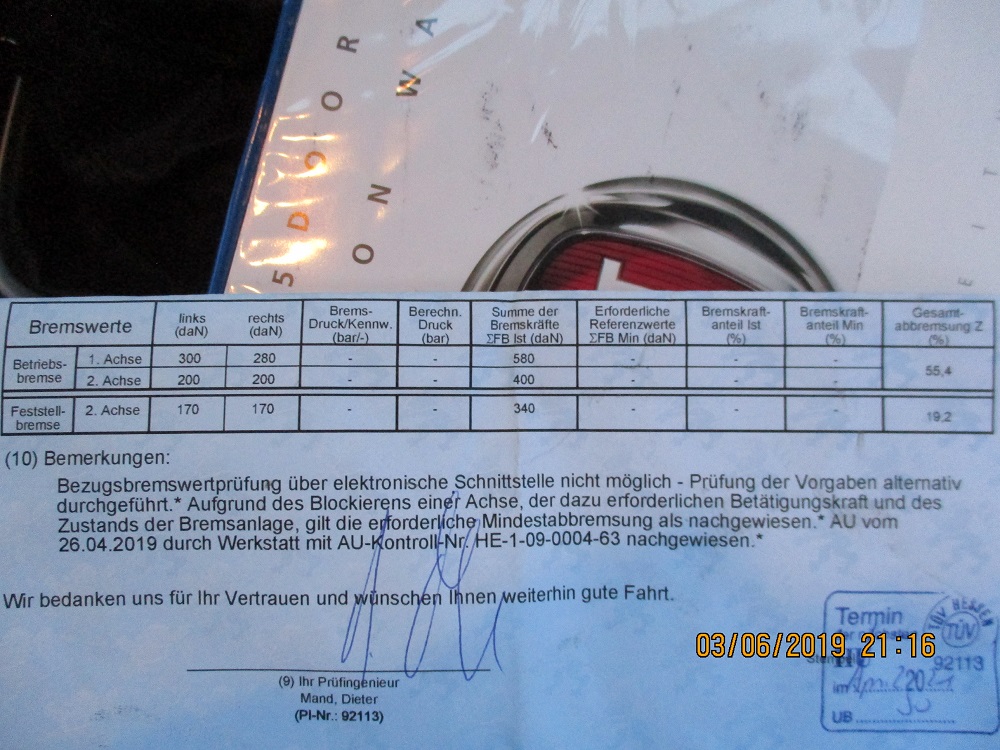 5 D O O R
O N W A
E I T
Bremswerte links (daN) rechts (daN) Brems-Druck/Kennw. (bar/-) Berechn. Druck (bar) Summe der Bremskräfte ΣFB Ist (daN) Erforderliche Referenzwerte ΣFB Min (daN) Bremskraft-anteil Ist (%) Bremskraft-anteil Min (%) Gesamt-abbremsung Z (%)
Betriebs-bremse 1. Achse 300 280 - - 580 - - - 55,4
2. Achse 200 200 - - 400 - - -
Feststell-bremse 2. Achse 170 170 - - 340 - - - 19,2
(10) Bemerkungen:
Bezugsbremswertprüfung über elektronische Schnittstelle nicht möglich - Prüfung der Vorgaben alternativ
durchgeführt.* Aufgrund des Blockierens einer Achse, der dazu erforderlichen Betätigungskraft und des
Zustands der Bremsanlage, gilt die erforderliche Mindestabbremsung als nachgewiesen.* AU vom
26.04.2019 durch Werkstatt mit AU-Kontroll-Nr. HE-1-09-0004-63 nachgewiesen.*
Wir bedanken uns für Ihr Vertrauen und wünschen Ihnen weiterhin gute Fahrt.
(9) Ihr Prüfingenieur
Mand, Dieter
(PI-Nr.: 92113)
Termin
TÜV HESSEN
TÜV
92113
im April 2021
UB
03/06/2019 21:16